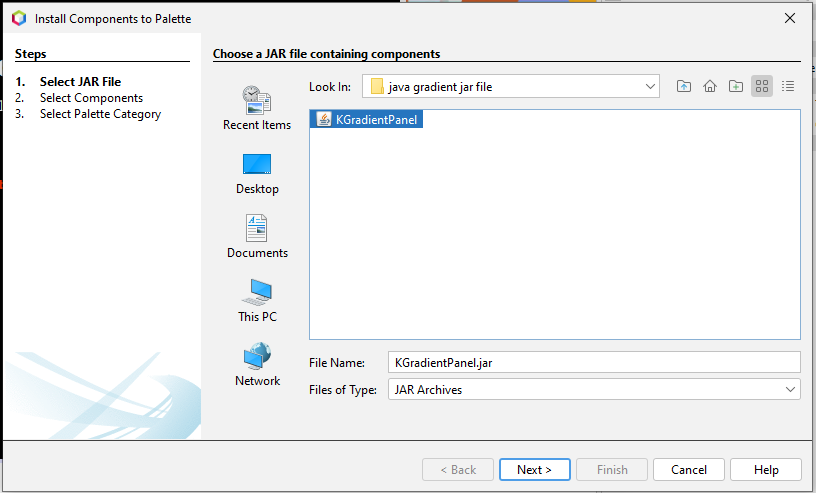 Install Components to Palette
Steps
1. Select JAR File
2. Select Components
3. Select Palette Category
Choose a JAR file containing components
Look In: java gradient jar file
Recent Items
Desktop
Documents
This PC
Network
KGradientPanel
File Name: KGradientPanel.jar
Files of Type: JAR Archives
< Back Next > Finish Cancel Help